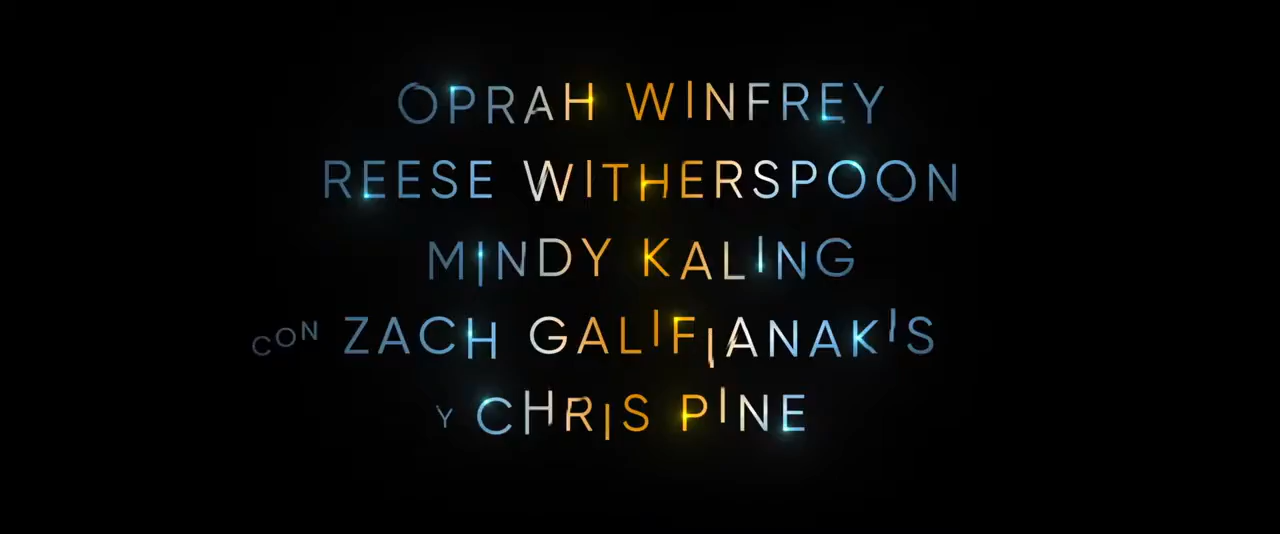 OPRAH WINFREY
REESE WITHERSPOON
MINDY KALING
CON ZACH GALIFIANAKIS
Y CHRIS PINE